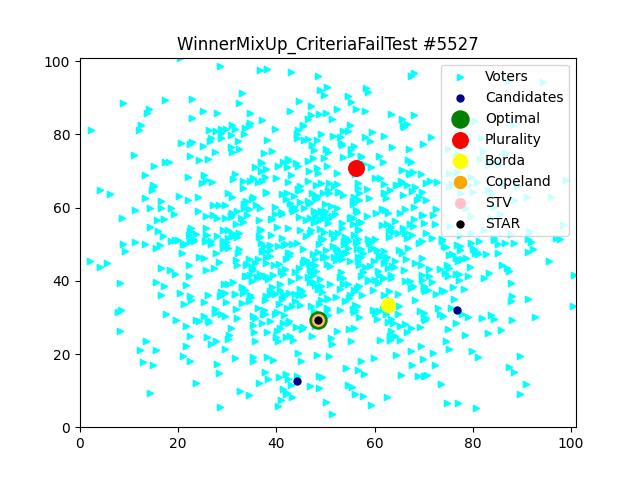 WinnerMixUp_CriteriaFailTest #5527
100
80
60
40
20
0
0 20 40 60 80 100
Voters
Candidates
Optimal
Plurality
Borda
Copeland
STV
STAR